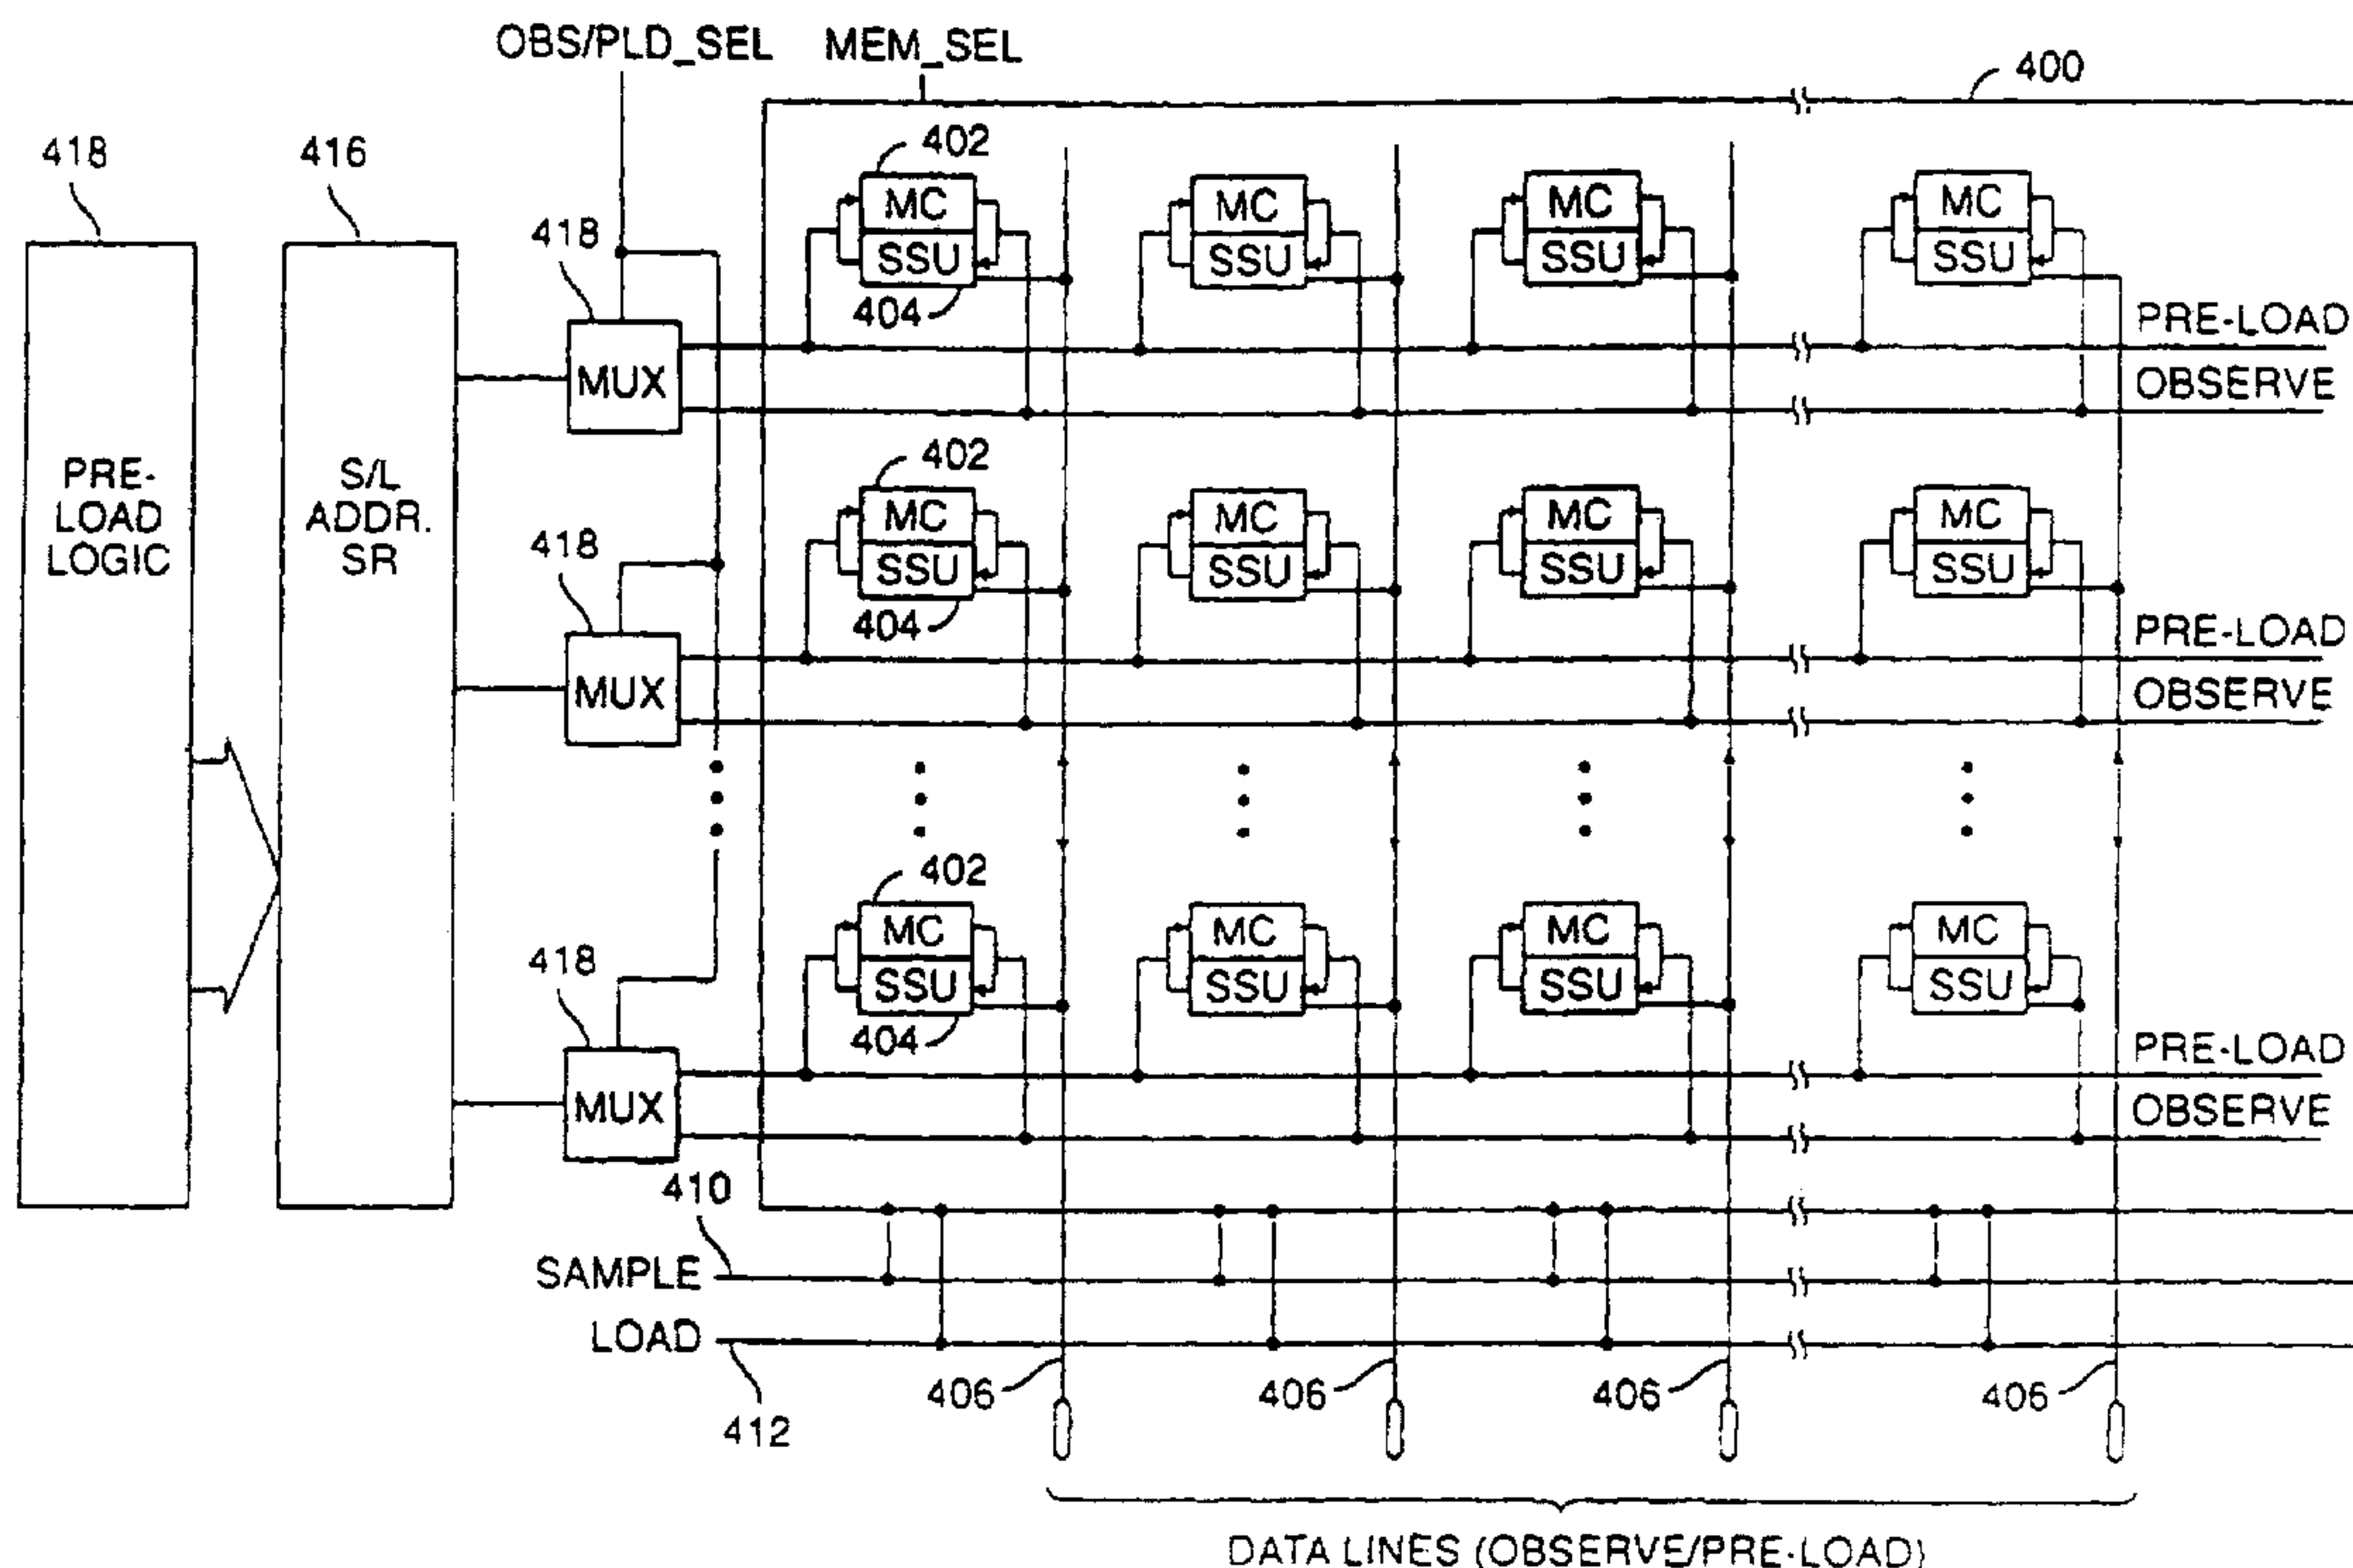 OBS/PLD_SEL MEM_SEL
400
418 416 402
418 MC MC MC MC
SSU SSU SSU SSU
404
PRE-LOAD
MUX OBSERVE
PRE-
LOAD
LOGIC
S/L
ADDR.
SR
402
418 MC MC MC MC
SSU SSU SSU SSU
404
PRE-LOAD
MUX OBSERVE
402
418 MC MC MC MC
SSU SSU SSU SSU
404
PRE-LOAD
MUX OBSERVE
410
SAMPLE
LOAD
412 406 406 406 406
DATA LINES (OBSERVE/PRE-LOAD)